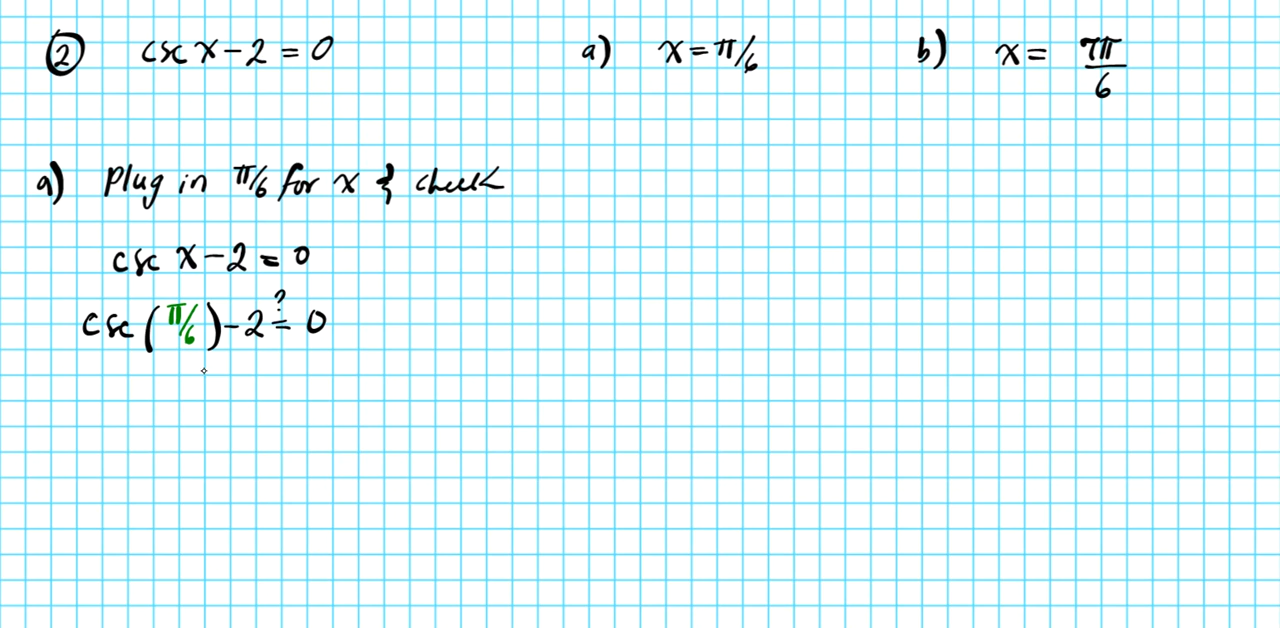 ② csc x - 2 = 0 a) x = π/6 b) x = 7π/6
a) Plug in π/6 for x & check
csc x - 2 = 0
csc (π/6) - 2 ≟ 0